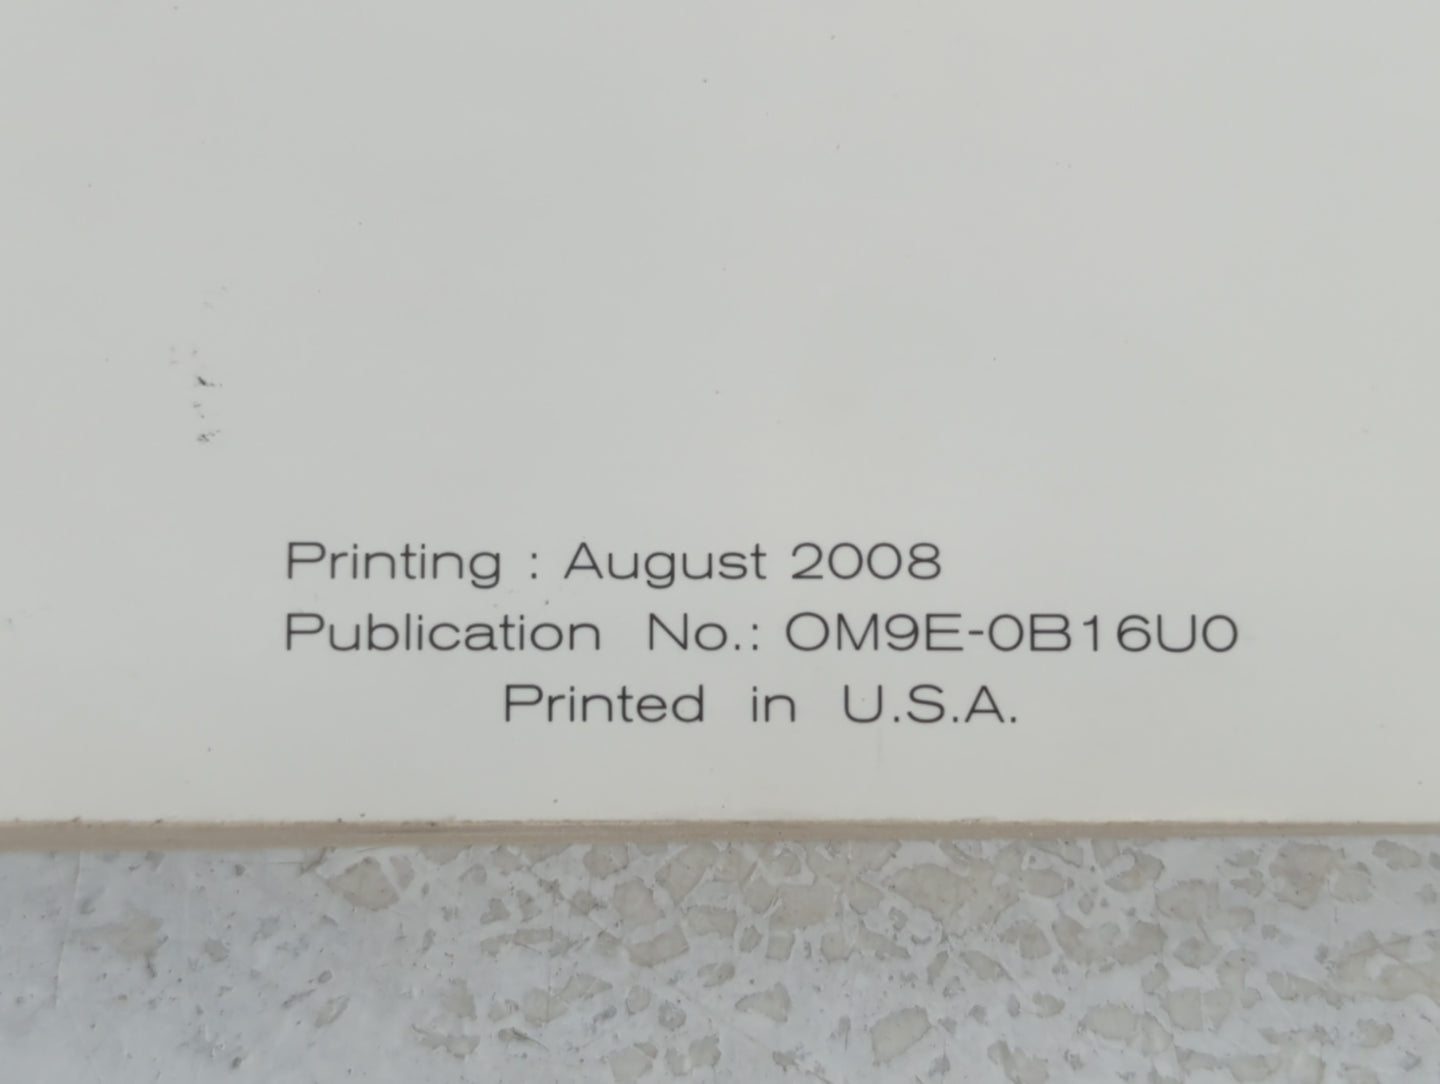 Printing : August 2008
Publication No.: OM9E-0B16U0
Printed in U.S.A.